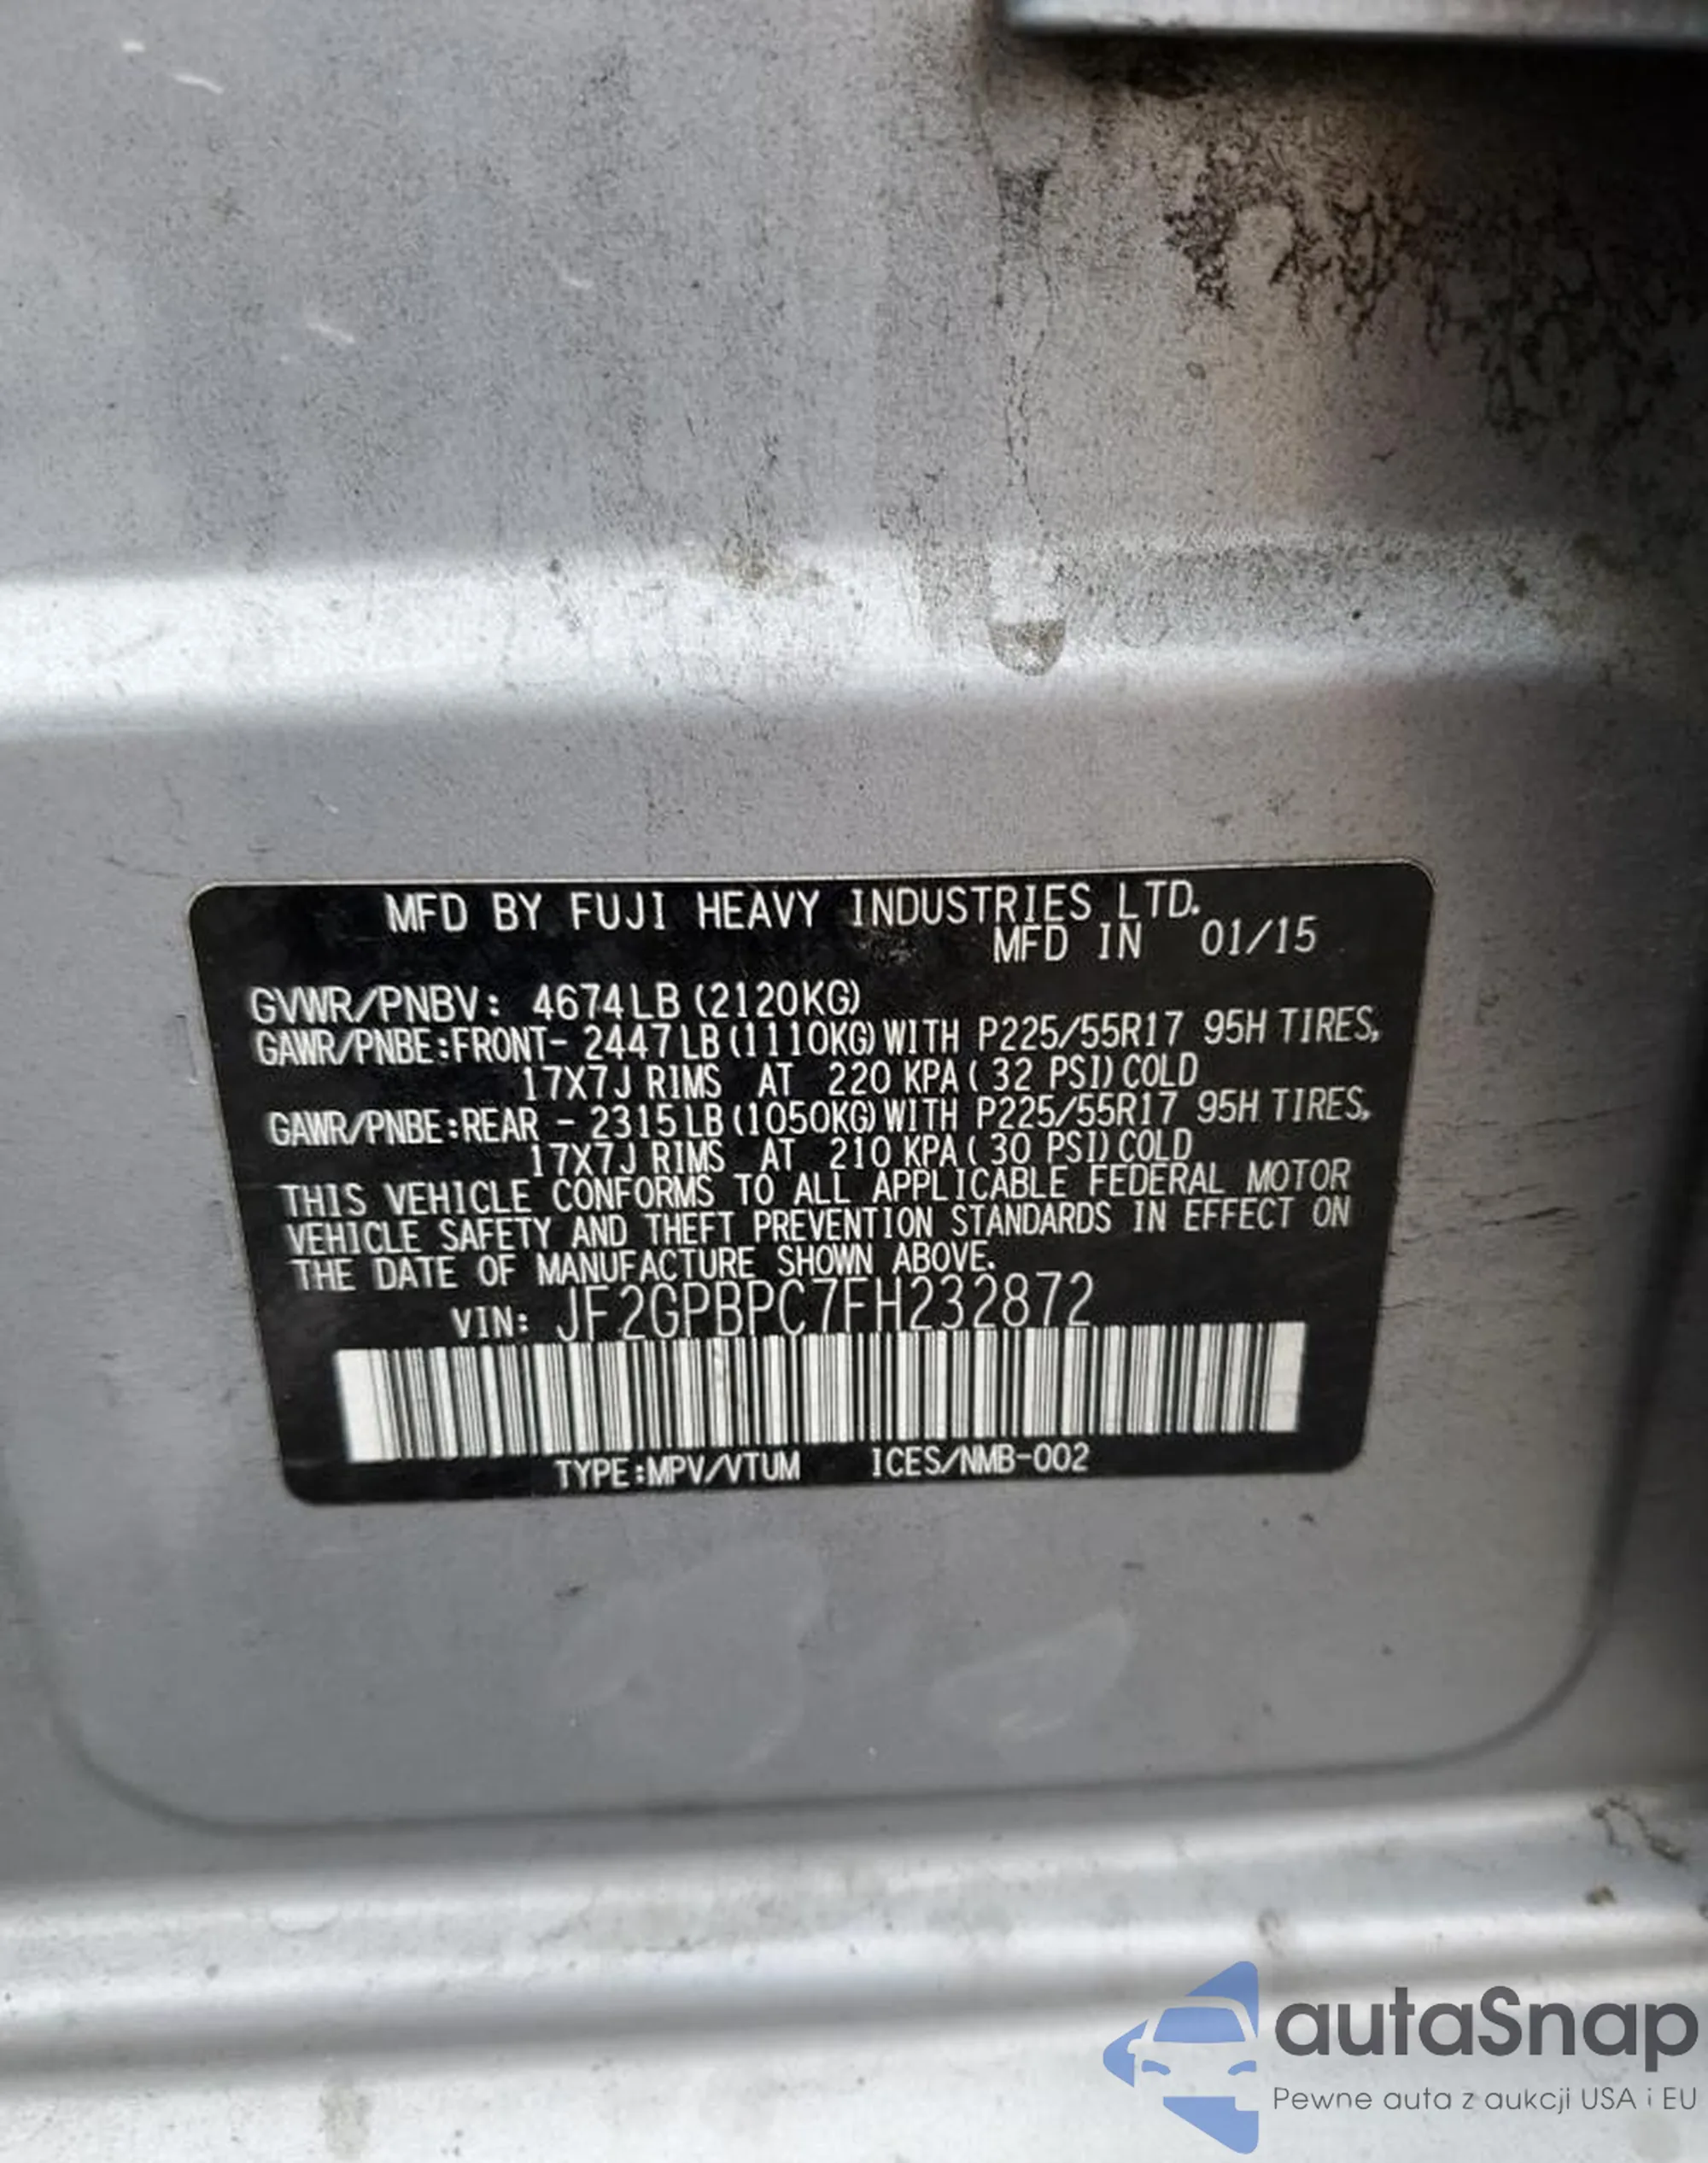 MFD BY FUJI HEAVY INDUSTRIES LTD.
MFD IN 01/15
GVWR/PNBV: 4674LB (2120KG)
GAWR/PNBE:FRONT- 2447LB (1110KG) WITH P225/55R17 95H TIRES,
17X7J RIMS AT 220 KPA ( 32 PSI) COLD
GAWR/PNBE:REAR - 2315LB (1050KG) WITH P225/55R17 95H TIRES,
17X7J RIMS AT 210 KPA ( 30 PSI) COLD
THIS VEHICLE CONFORMS TO ALL APPLICABLE FEDERAL MOTOR
VEHICLE SAFETY AND THEFT PREVENTION STANDARDS IN EFFECT ON
THE DATE OF MANUFACTURE SHOWN ABOVE.
VIN: JF2GPBPC7FH232872
TYPE:MPV/VTUM ICES/NMB-002
autaSnap
Pewne auta z aukcji USA i EU